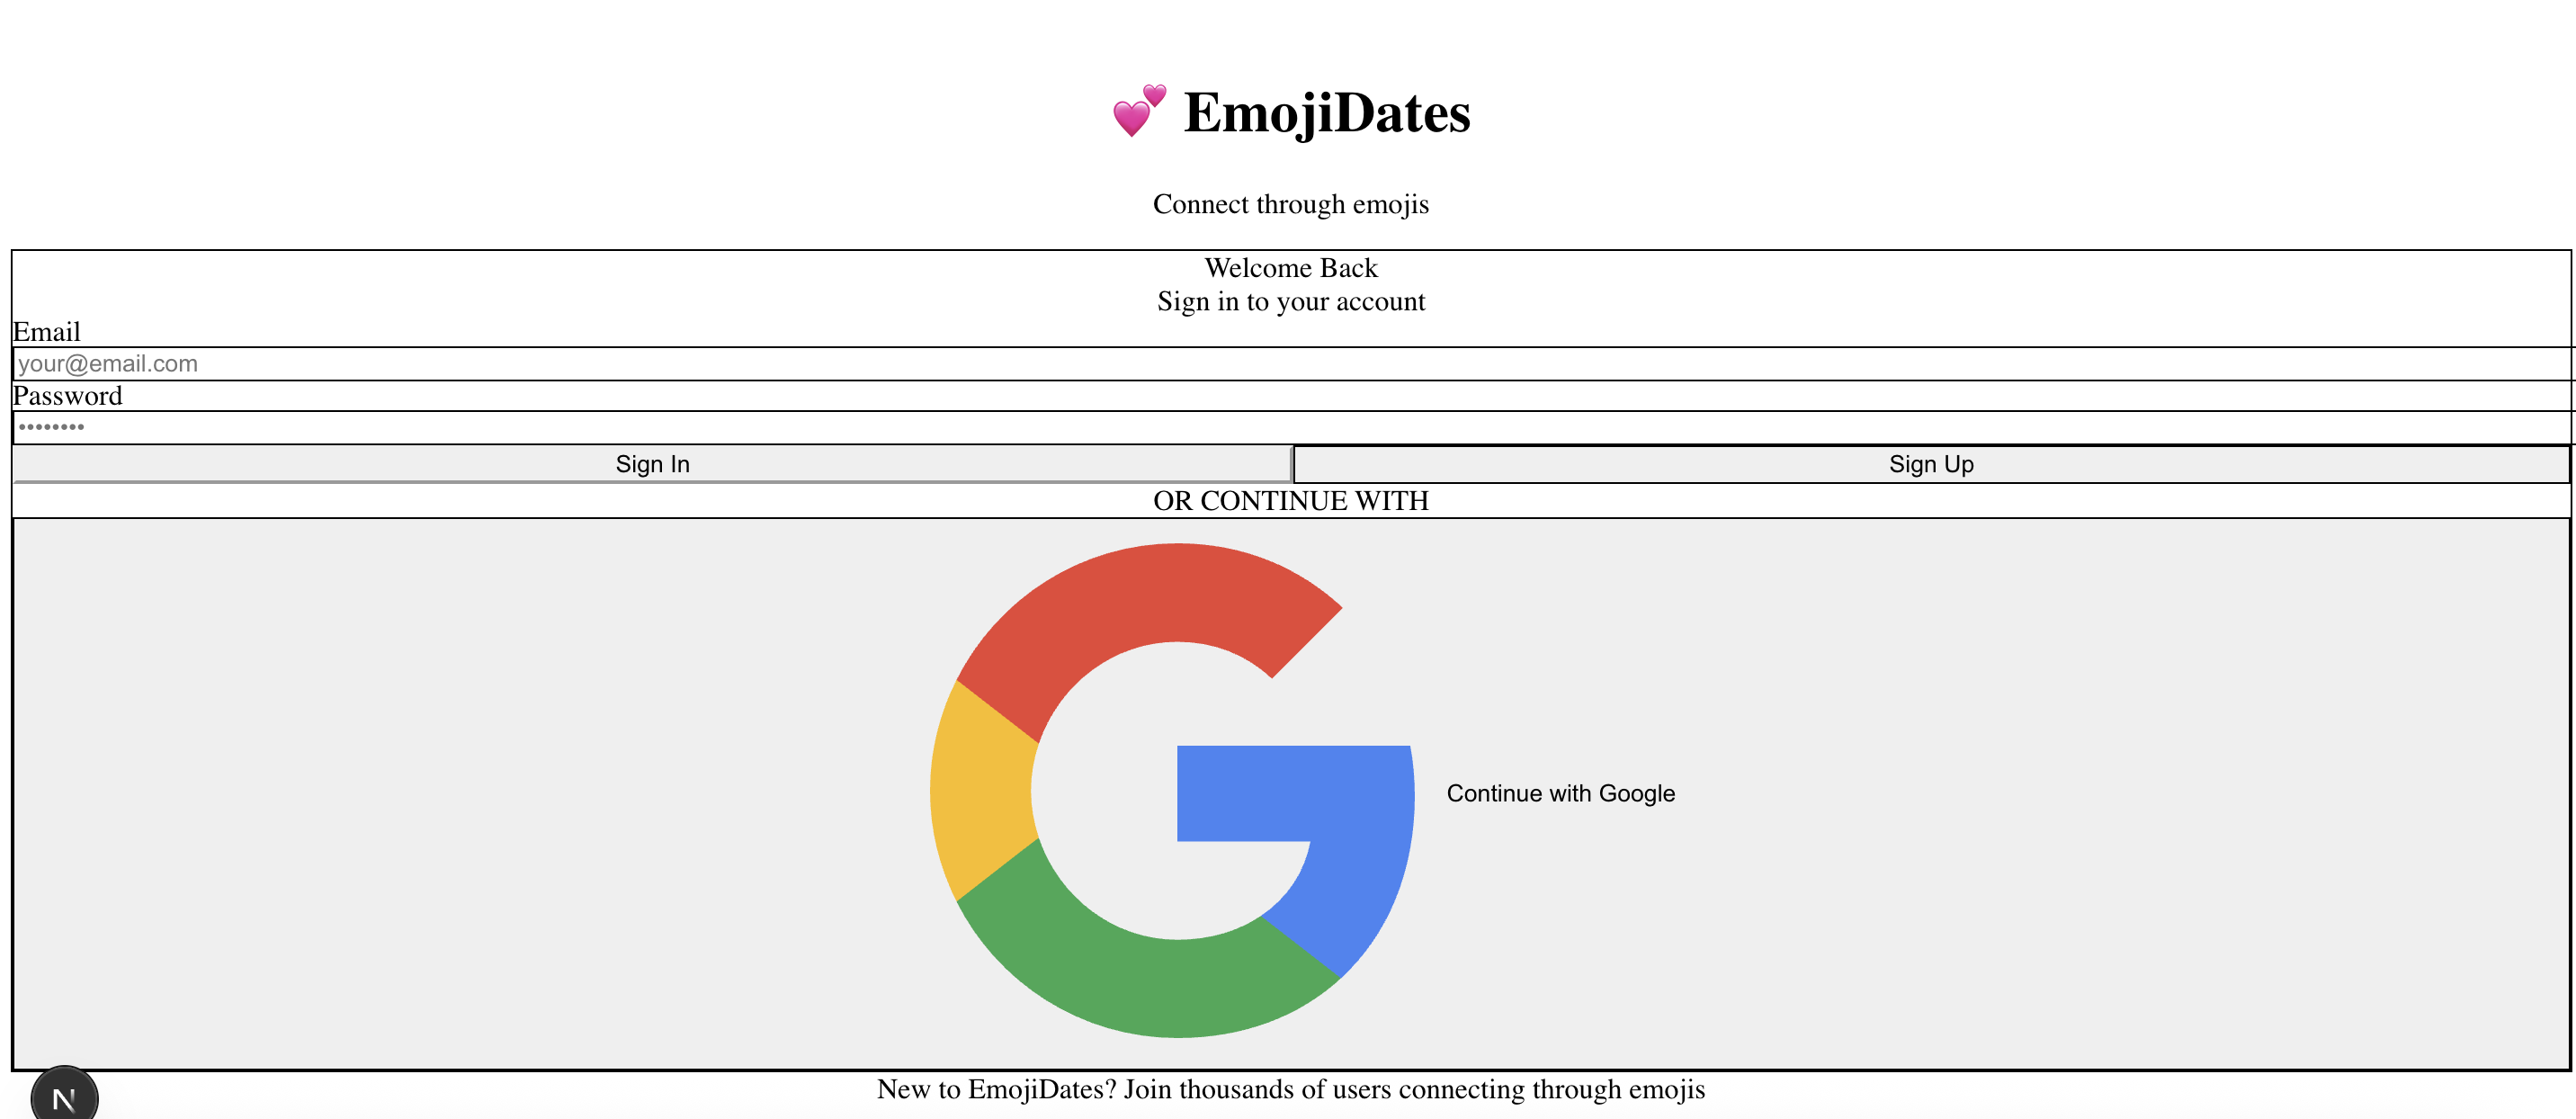 💕 EmojiDates
Connect through emojis
Welcome Back
Sign in to your account
Email
your@email.com
Password
••••••••
Sign In
Sign Up
OR CONTINUE WITH
Continue with Google
N
New to EmojiDates? Join thousands of users connecting through emojis